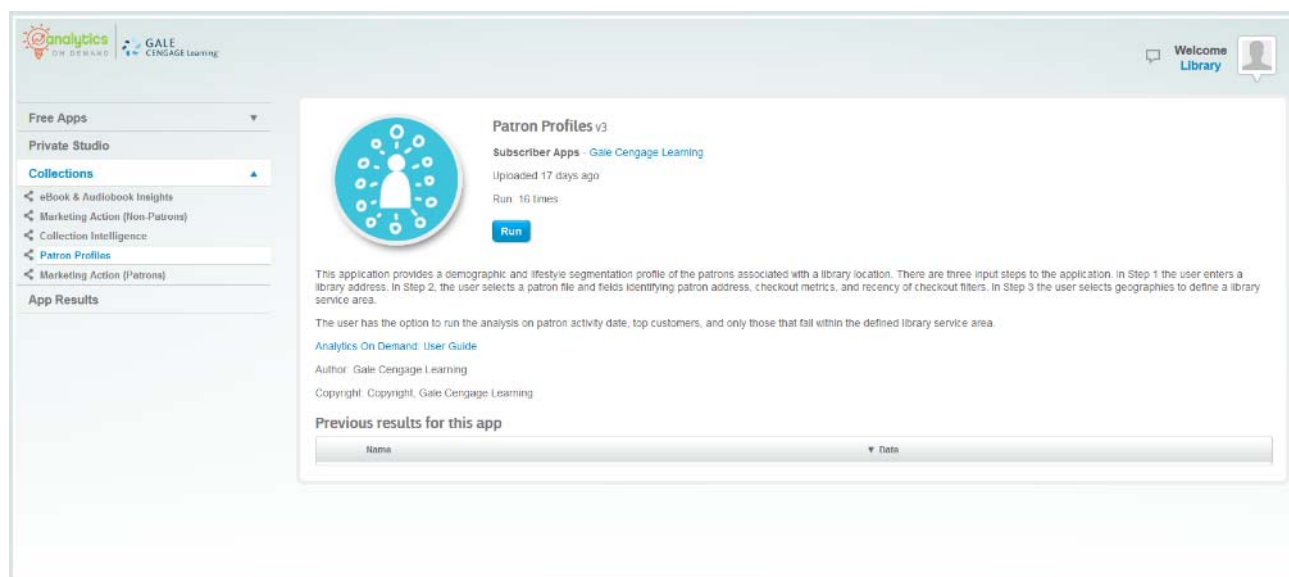 analytics
ON DEMAND
GALE
CENGAGE Learning
Welcome
Library
Free Apps
Private Studio
Collections
eBook & Audiobook Insights
Marketing Action (Non-Patrons)
Collection Intelligence
Patron Profiles
Marketing Action (Patrons)
App Results
Patron Profiles v3
Subscriber Apps - Gale Cengage Learning
Uploaded 17 days ago
Run: 16 times
Run
This application provides a demographic and lifestyle segmentation profile of the patrons associated with a library location. There are three input steps to the application. In Step 1 the user enters a
library address. In Step 2, the user selects a patron file and fields identifying patron address, checkout metrics, and recency of checkout filters. In Step 3 the user selects geographies to define a library
service area.
The user has the option to run the analysis on patron activity date, top customers, and only those that fall within the defined library service area.
Analytics On Demand: User Guide
Author: Gale Cengage Learning
Copyright: Copyright, Gale Cengage Learning
Previous results for this app
Name
Date